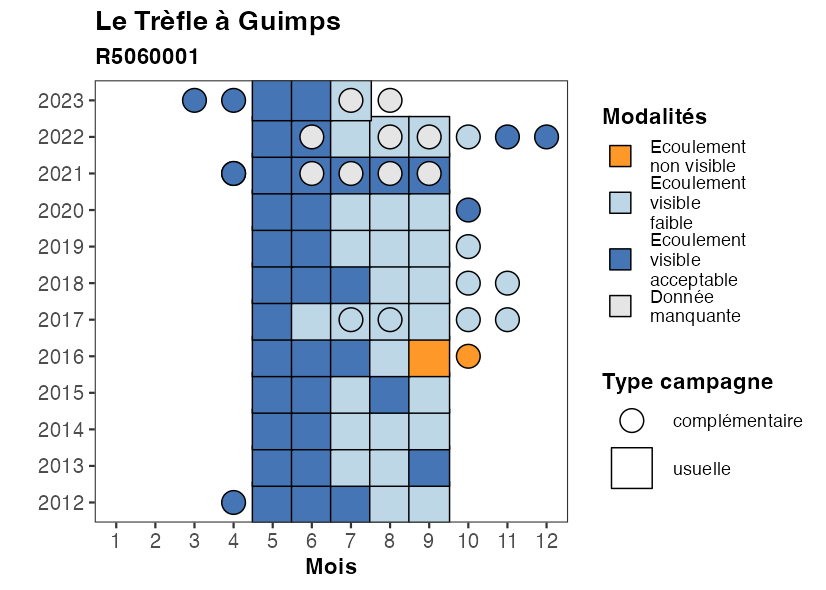 Le Trèfle à Guimps
R5060001
2023
2022
2021
2020
2019
2018
2017
2016
2015
2014
2013
2012
1 2 3 4 5 6 7 8 9 10 11 12
Mois
Modalités
Ecoulement
non visible
Ecoulement
visible
faible
Ecoulement
visible
acceptable
Donnée
manquante
Type campagne
complémentaire
usuelle